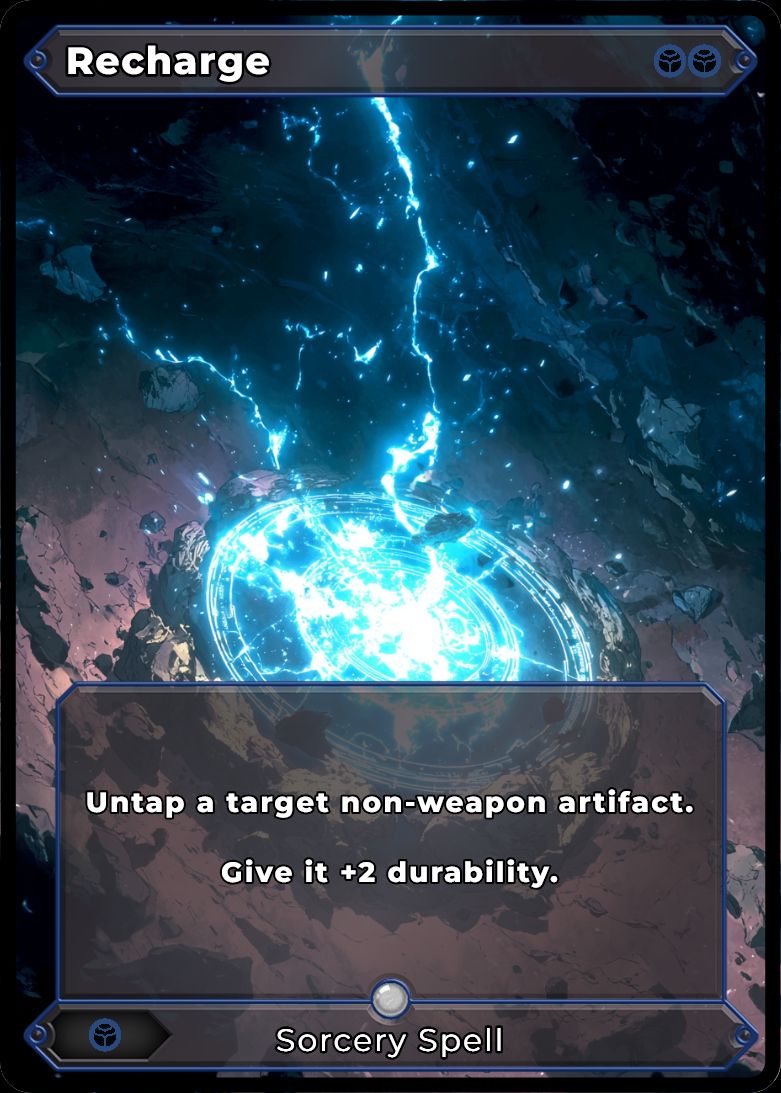 Recharge
Untap a target non-weapon artifact.
Give it +2 durability.
Sorcery Spell